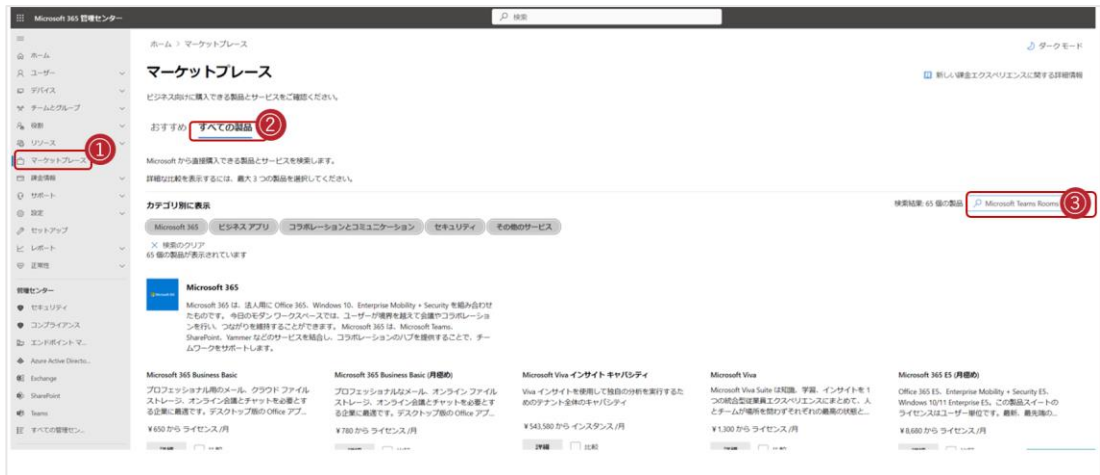 Microsoft 365 管理センター
検索
ホーム
ユーザー
デバイス
チームとグループ
役割
リソース
マーケットプレース
課金情報
サポート
設定
セットアップ
レポート
正常性
管理センター
セキュリティ
コンプライアンス
エンドポイント マ...
Azure Active Directo...
Exchange
SharePoint
Teams
すべての管理セン...
①
ホーム > マーケットプレース
ダーク モード
マーケットプレース
新しい課金エクスペリエンスに関する詳細情報
ビジネス向けに購入できる製品とサービスをご確認ください。
おすすめ すべての製品 ②
Microsoft から直接購入できる製品とサービスを検索します。
詳細な比較を表示するには、最大 3 つの製品を選択してください。
カテゴリ別に表示
検索結果: 65 個の製品 Microsoft Teams Rooms ③
Microsoft 365 ビジネス アプリ コラボレーションとコミュニケーション セキュリティ その他のサービス
× 検索のクリア
65 個の製品が表示されています
Microsoft 365
Microsoft 365 は、法人用に Office 365、Windows 10、Enterprise Mobility + Security を組み合わせ
たものです。 今日のモダン ワークスペースでは、ユーザーが境界を超えて会議やコラボレーショ
ンを行い、つながりを維持することができます。 Microsoft 365 は、Microsoft Teams、
SharePoint、Yammer などのサービスを結合し、コラボレーションのハブを提供することで、チー
ムワークをサポートします。
Microsoft 365 Business Basic
プロフェッショナル用のメール、クラウド ファイル
ストレージ、オンライン会議とチャットを必要とす
る企業に最適です。デスクトップ版の Office アプ...
¥650 から ライセンス /月
詳細 比較
Microsoft 365 Business Basic (月極め)
プロフェッショナルなメール、オンライン ファイル
ストレージ、オンライン会議とチャットを必要とす
る企業に最適です。デスクトップ版の Office アプ...
¥780 から ライセンス /月
詳細 比較
Microsoft Viva インサイト キャパシティ
Viva インサイトを使用して独自の分析を実行するた
めのテナント全体のキャパシティ
¥543,580 から インスタンス /月
詳細 比較
Microsoft Viva
Microsoft Viva Suite は知識、学習、インサイトを 1
つの統合型従業員エクスペリエンスにまとめて、人
とチームが場所を問わずそれぞれの最高の状態と...
¥1,300 から ライセンス /月
詳細 比較
Microsoft 365 E5 (月極め)
Office 365 E5、Enterprise Mobility + Security E5、
Windows 10/11 Enterprise E5。この製品スイートの
ライセンスはユーザー単位です。最新、最先端の...
¥8,680 から ライセンス /月
詳細 比較